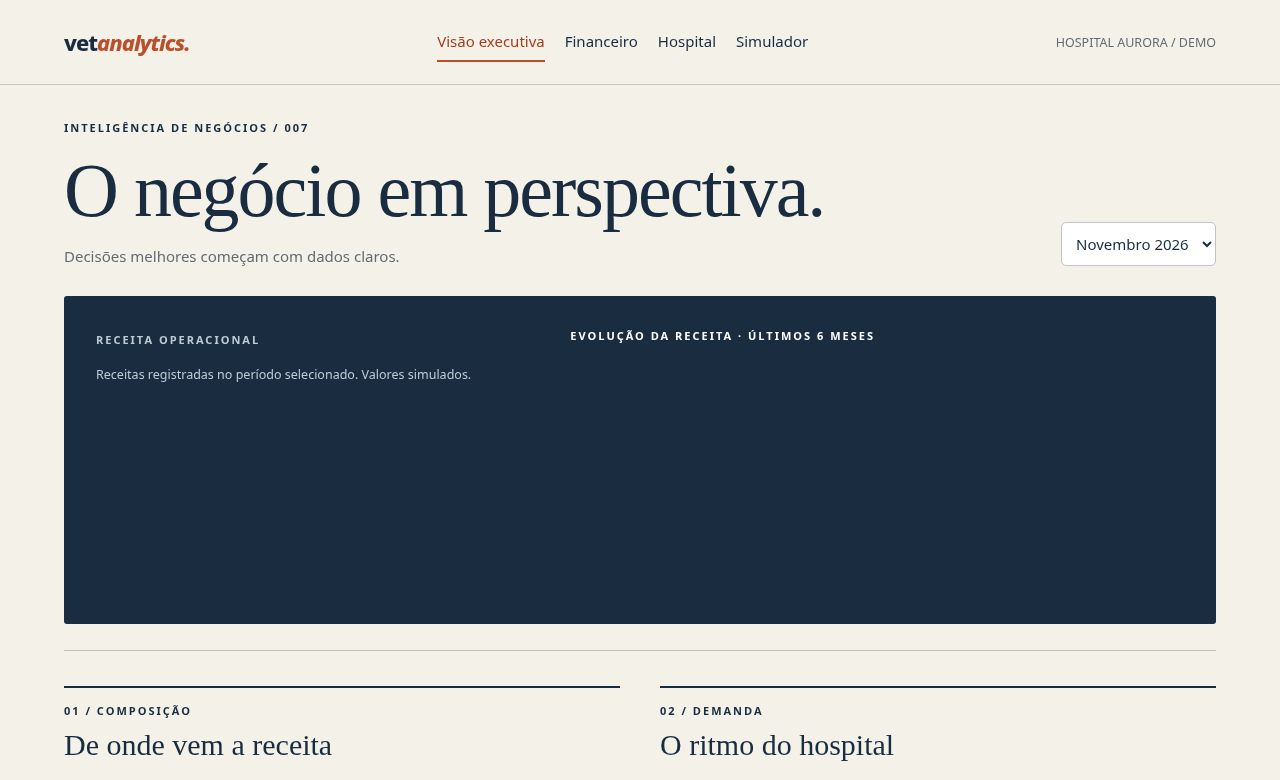 vetanalytics.
Visão executiva
Financeiro
Hospital
Simulador
HOSPITAL AURORA / DEMO
INTELIGÊNCIA DE NEGÓCIOS / 007
O negócio em perspectiva.
Decisões melhores começam com dados claros.
Novembro 2026
RECEITA OPERACIONAL
Receitas registradas no período selecionado. Valores simulados.
EVOLUÇÃO DA RECEITA · ÚLTIMOS 6 MESES
01 / COMPOSIÇÃO
De onde vem a receita
02 / DEMANDA
O ritmo do hospital